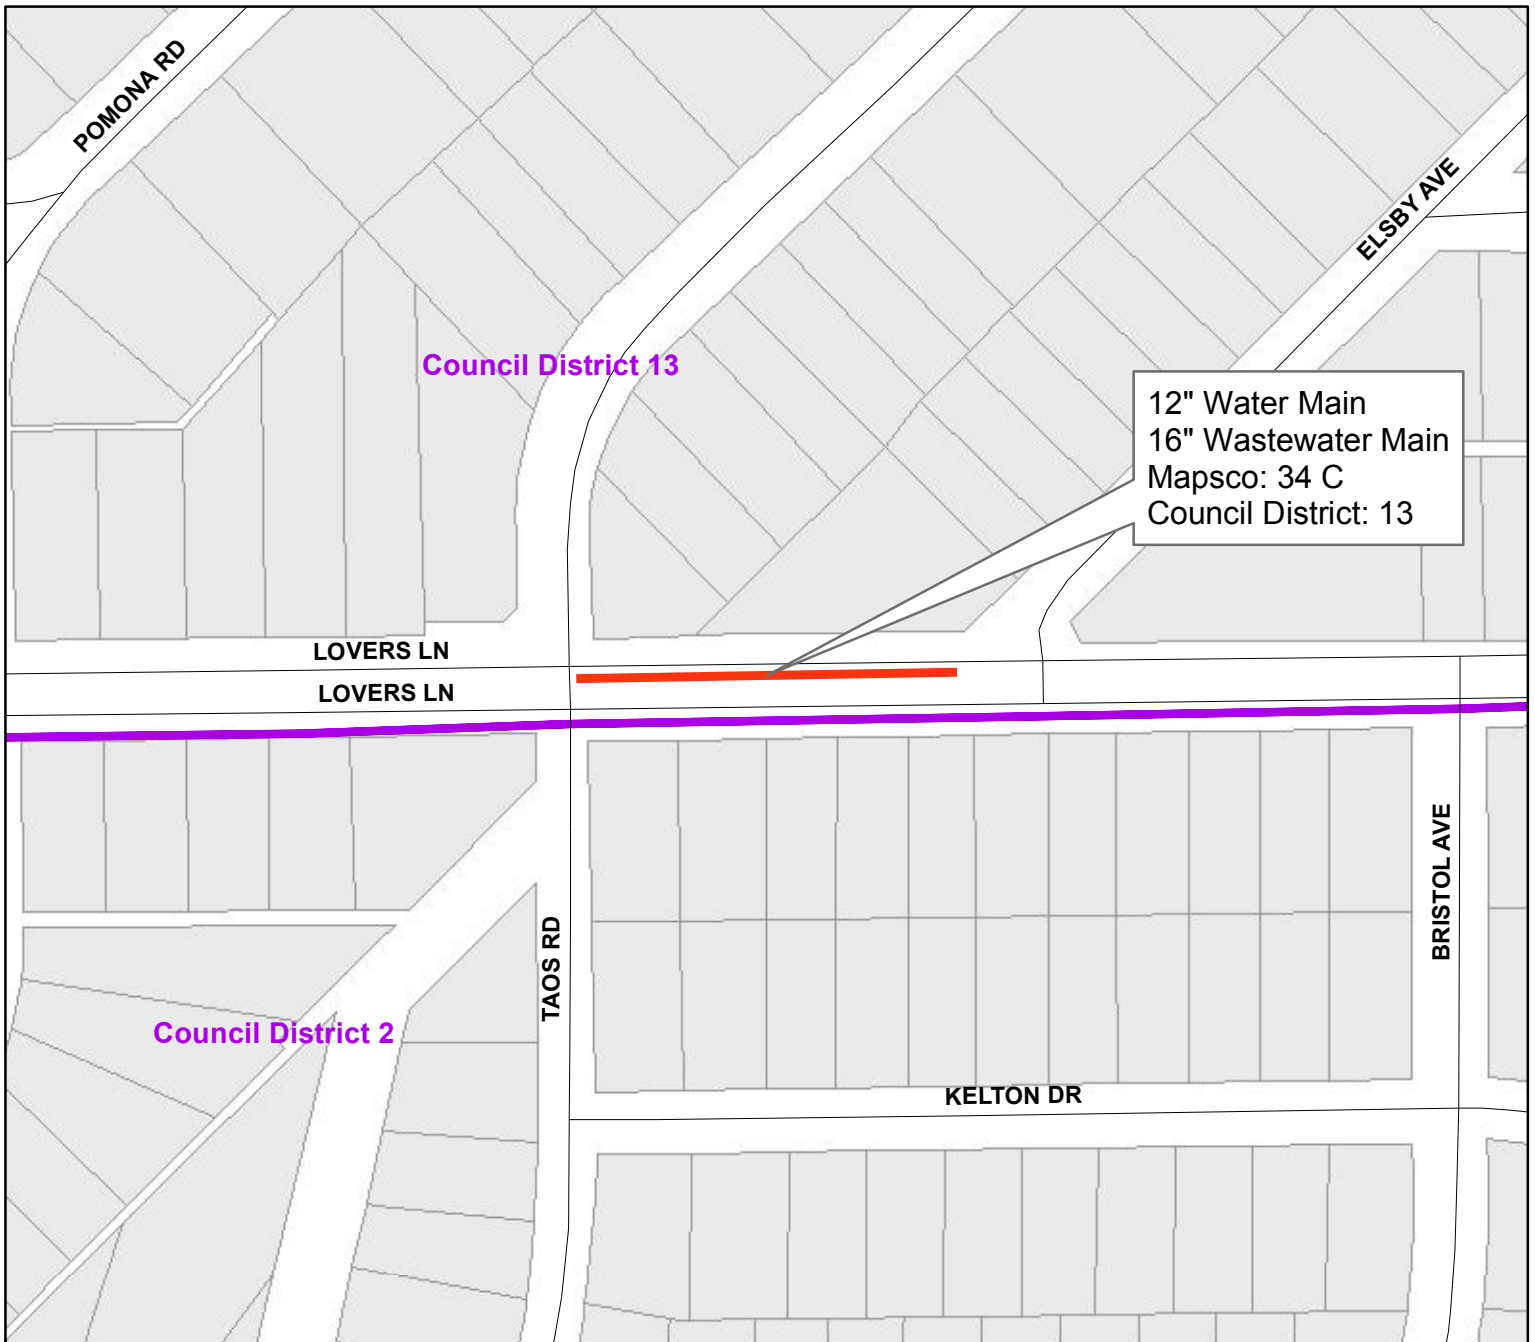 POMONA RD
ELSBY AVE
Council District 13
12" Water Main
16" Wastewater Main
Mapsco: 34 C
Council District: 13
LOVERS LN
LOVERS LN
BRISTOL AVE
TAOS RD
Council District 2
KELTON DR